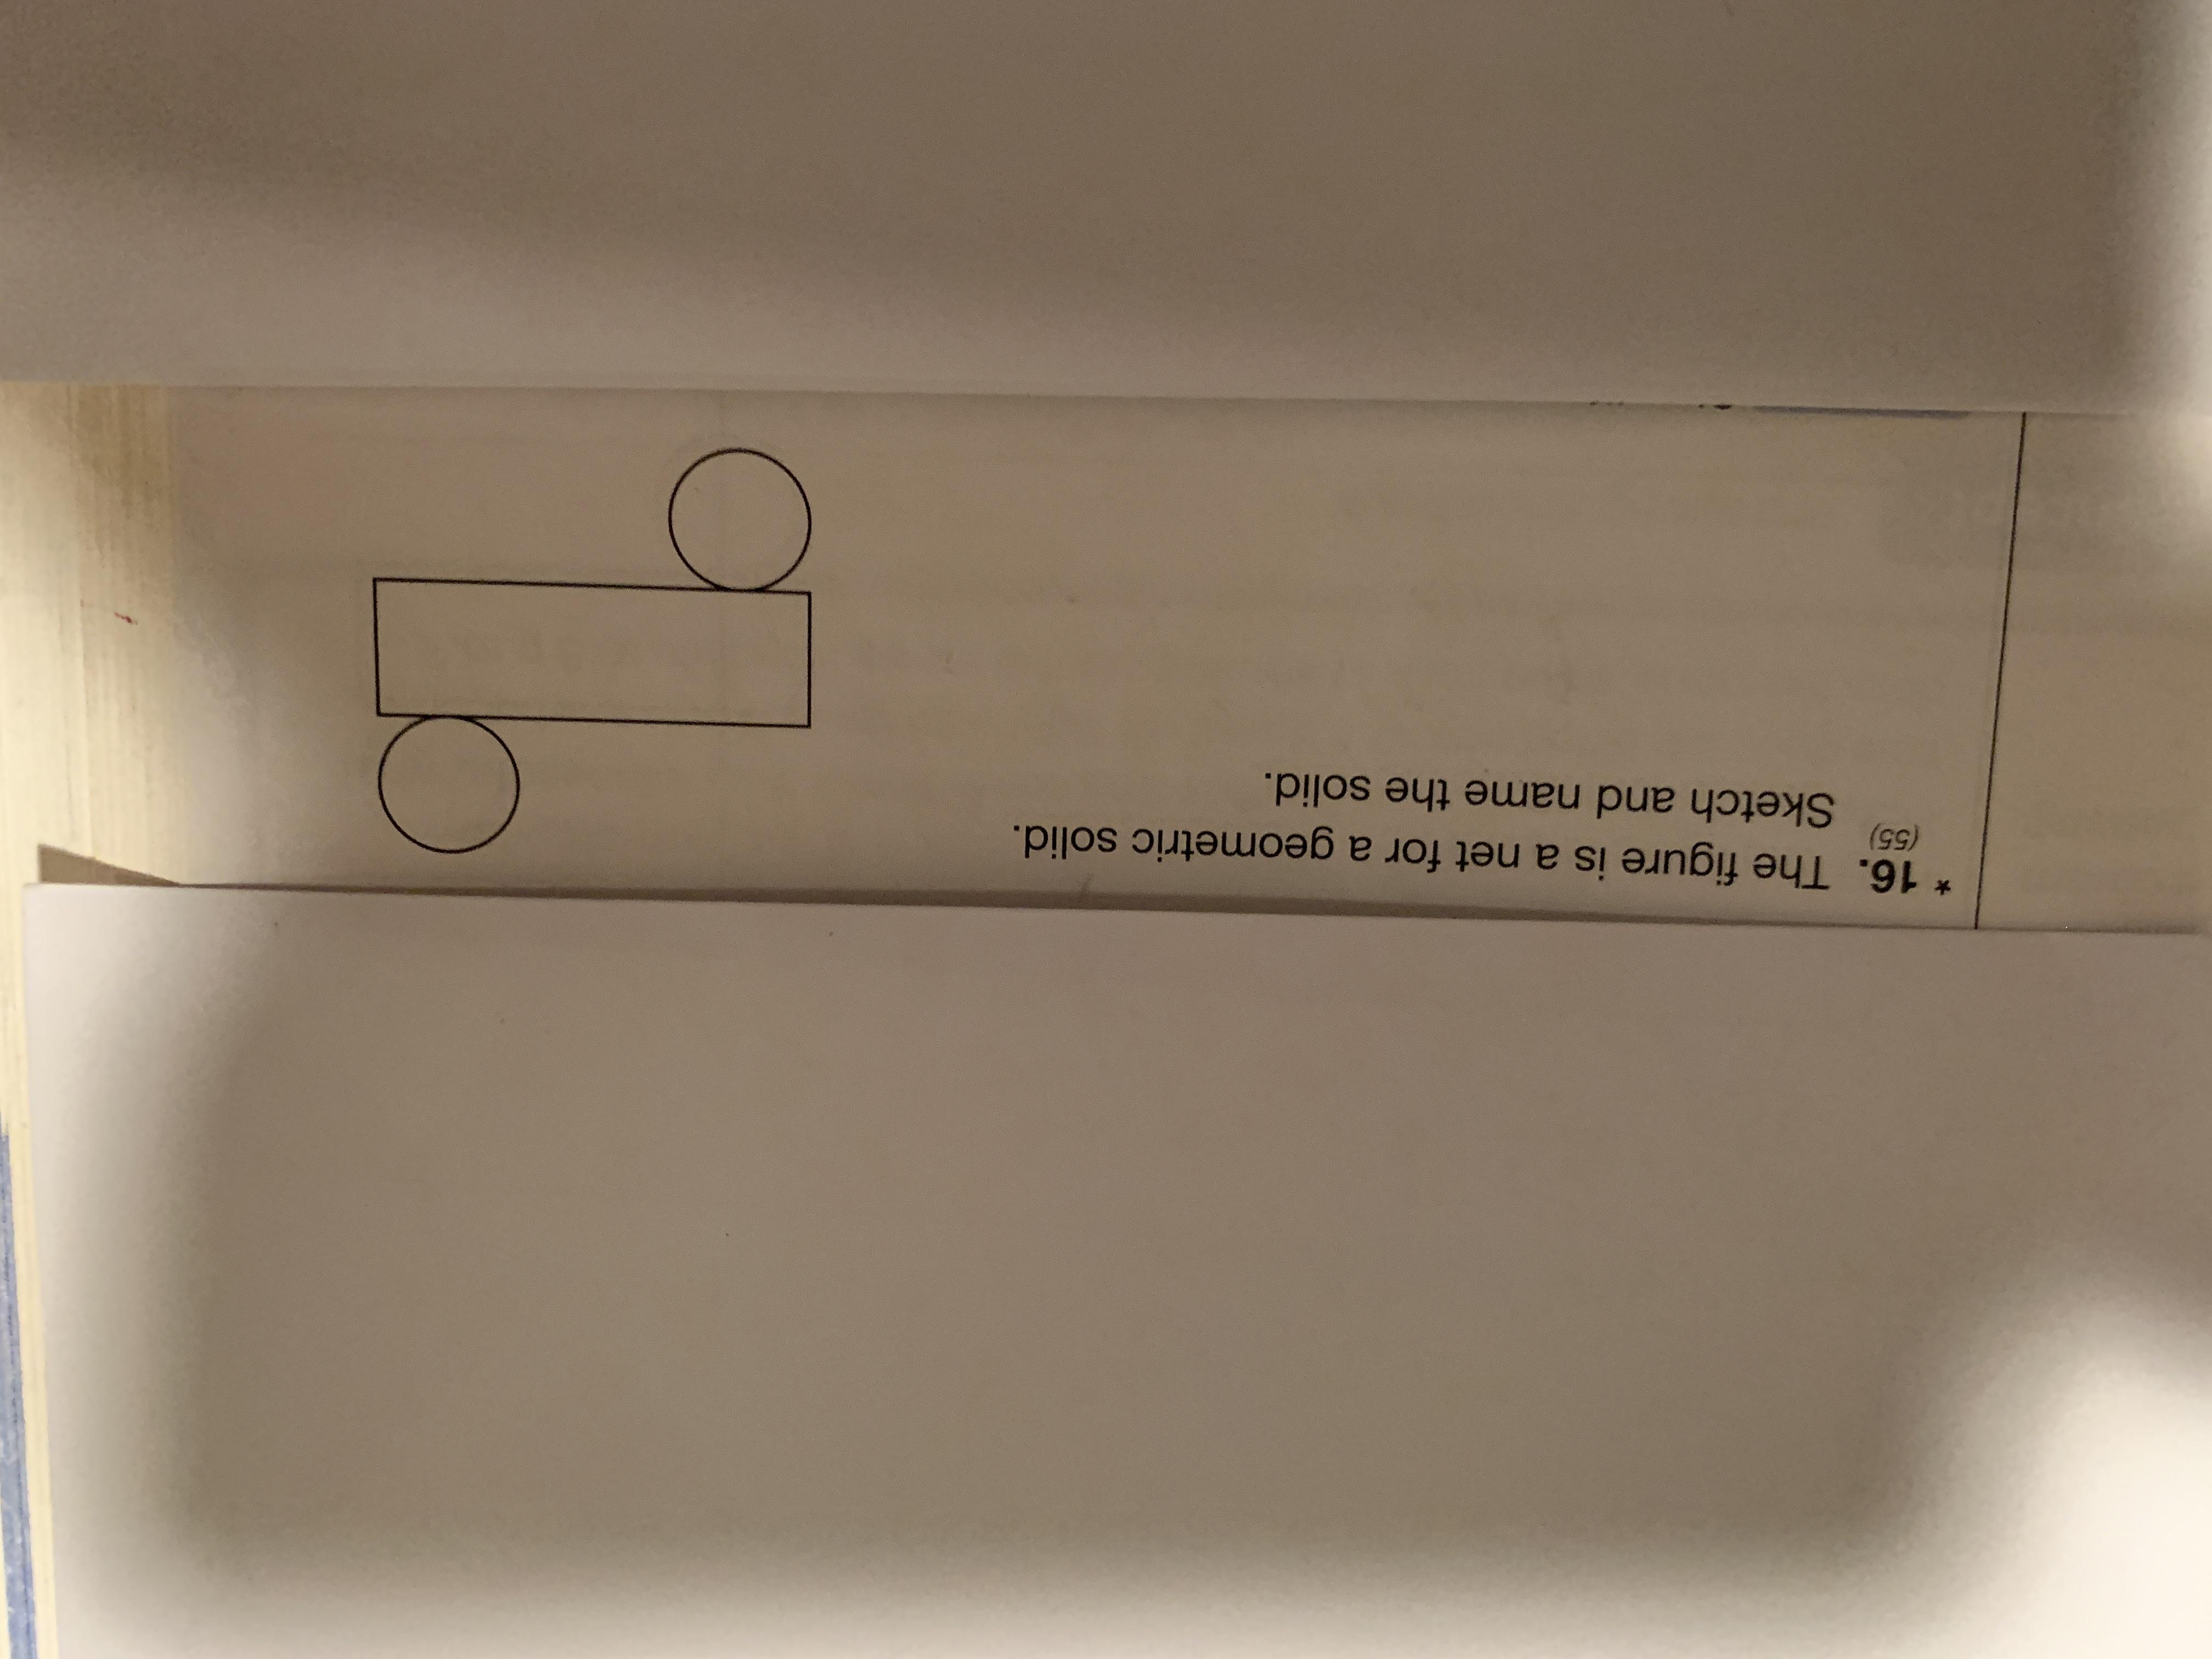 * 16. The figure is a net for a geometric solid.
(55) Sketch and name the solid.